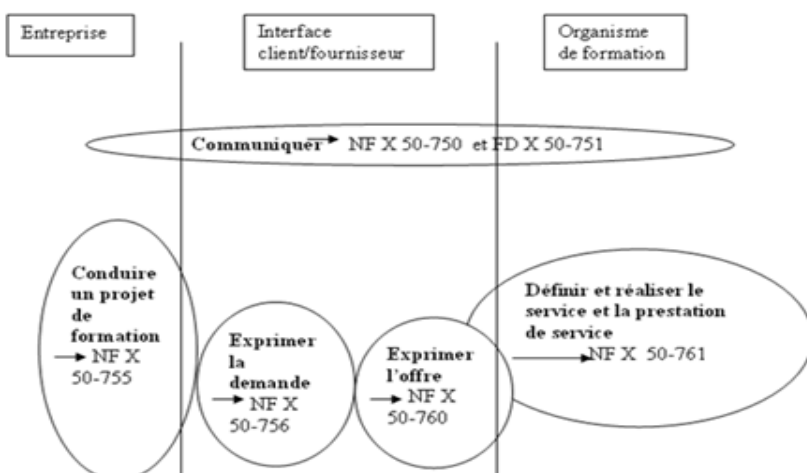 Entreprise
Interface
client/fournisseur
Organisme
de formation
Communiquer NF X 50-750 et FD X 50-751
Conduire
un projet
de
formation
NF X
50-755
Exprimer
la
demande
NF X
50-756
Exprimer
l'offre
NF X
50-760
Définir et réaliser le
service et la prestation
de service
NF X 50-761